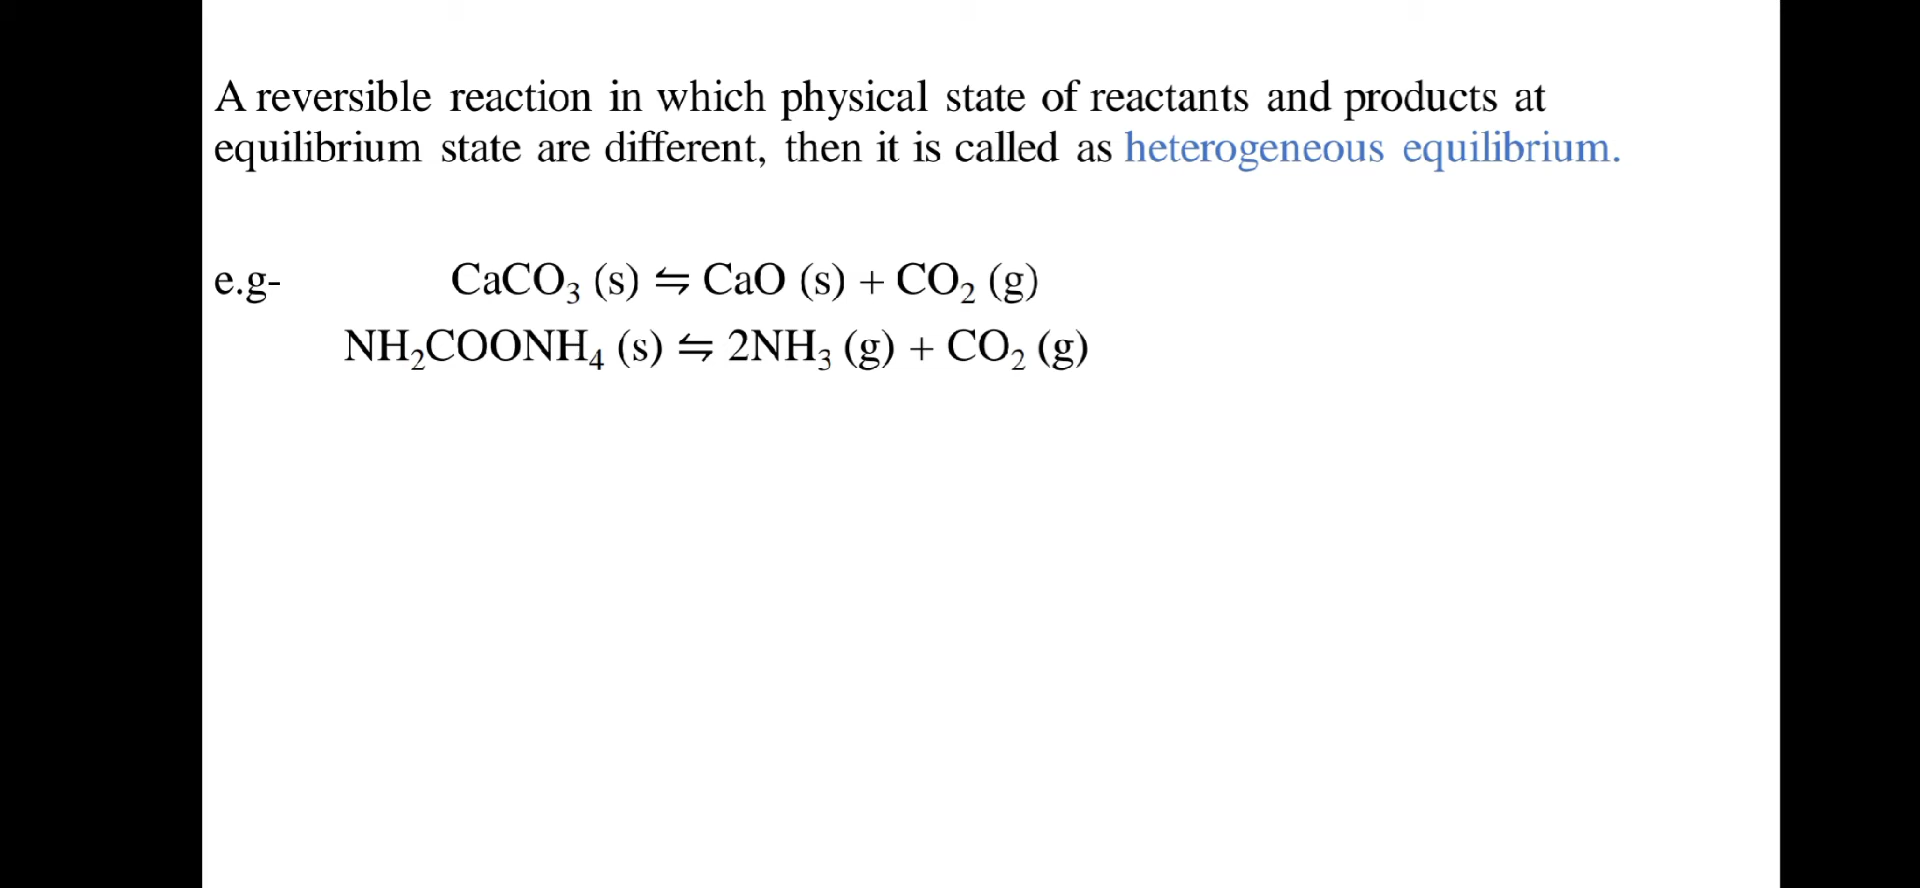 A reversible reaction in which physical state of reactants and products at
equilibrium state are different, then it is called as heterogeneous equilibrium.
e.g- CaCO₃ (s) ⇋ CaO (s) + CO₂ (g)
NH₂COONH₄ (s) ⇋ 2NH₃ (g) + CO₂ (g)